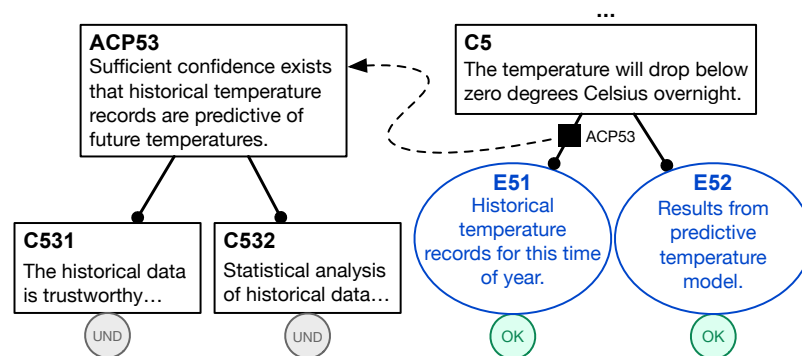 ...
ACP53
Sufficient confidence exists
that historical temperature
records are predictive of
future temperatures.
C5
The temperature will drop below
zero degrees Celsius overnight.
ACP53
E51
Historical
temperature
records for this time
of year.
E52
Results from
predictive
temperature
model.
C531
The historical data
is trustworthy...
C532
Statistical analysis
of historical data...
UND
UND
OK
OK